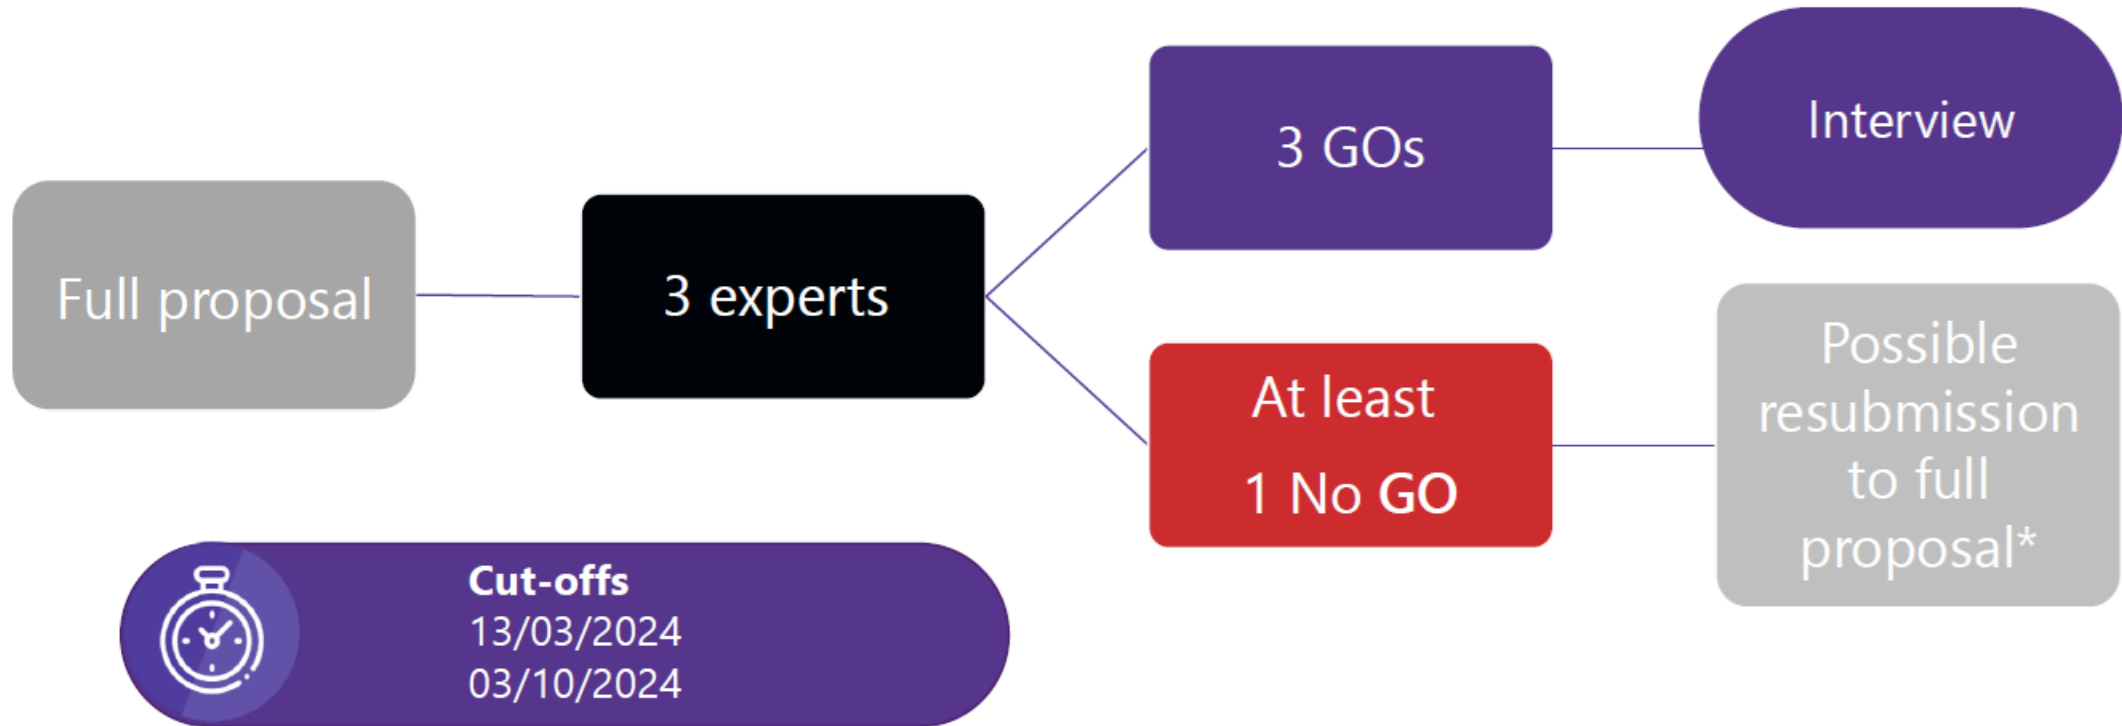 Full proposal
3 experts
3 GOs
Interview
At least
1 No GO
Possible
resubmission
to full
proposal*
Cut-offs
13/03/2024
03/10/2024